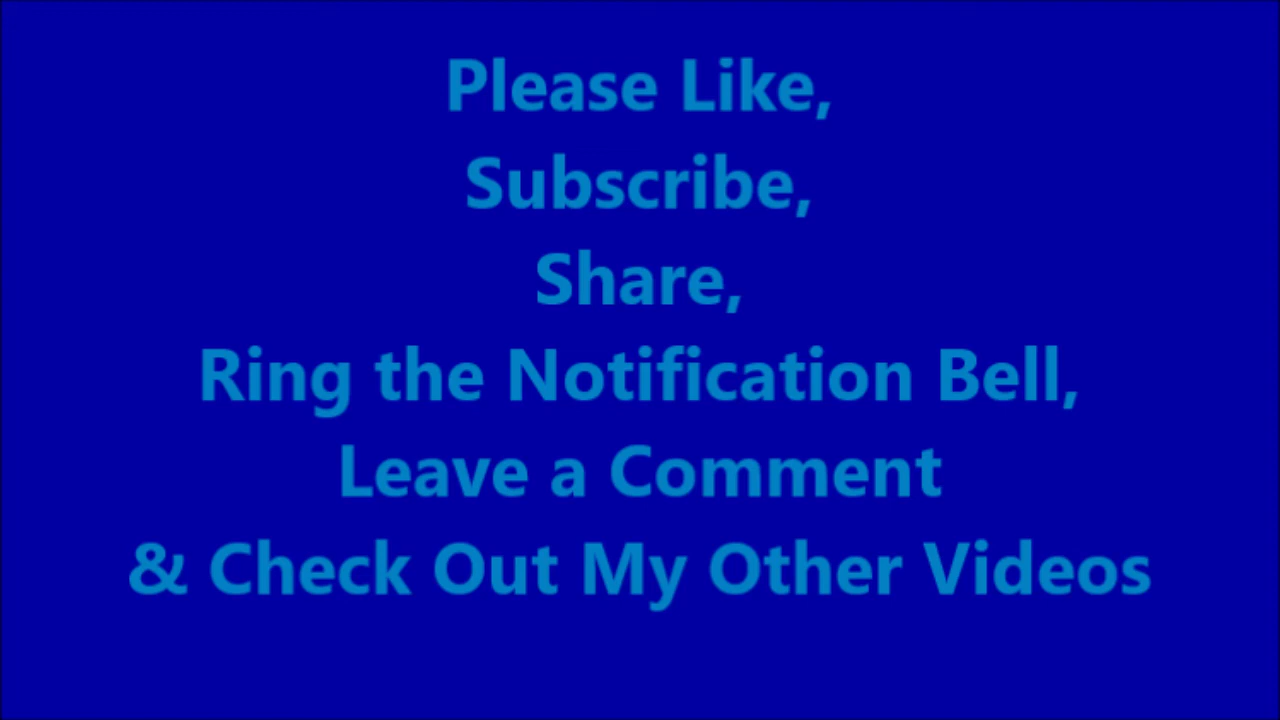 Please Like,
Subscribe,
Share,
Ring the Notification Bell,
Leave a Comment
& Check Out My Other Videos